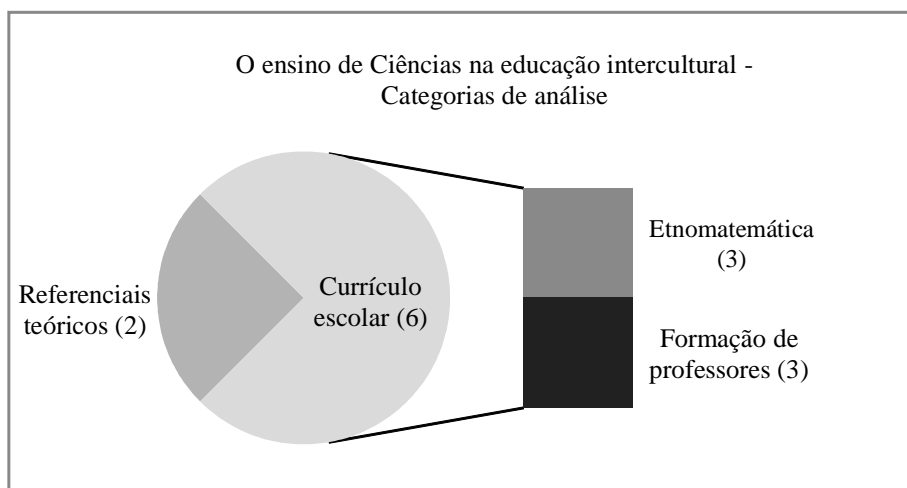 O ensino de Ciências na educação intercultural -
Categorias de análise
Referenciais
teóricos (2)
Currículo
escolar (6)
Etnomatemática
(3)
Formação de
professores (3)